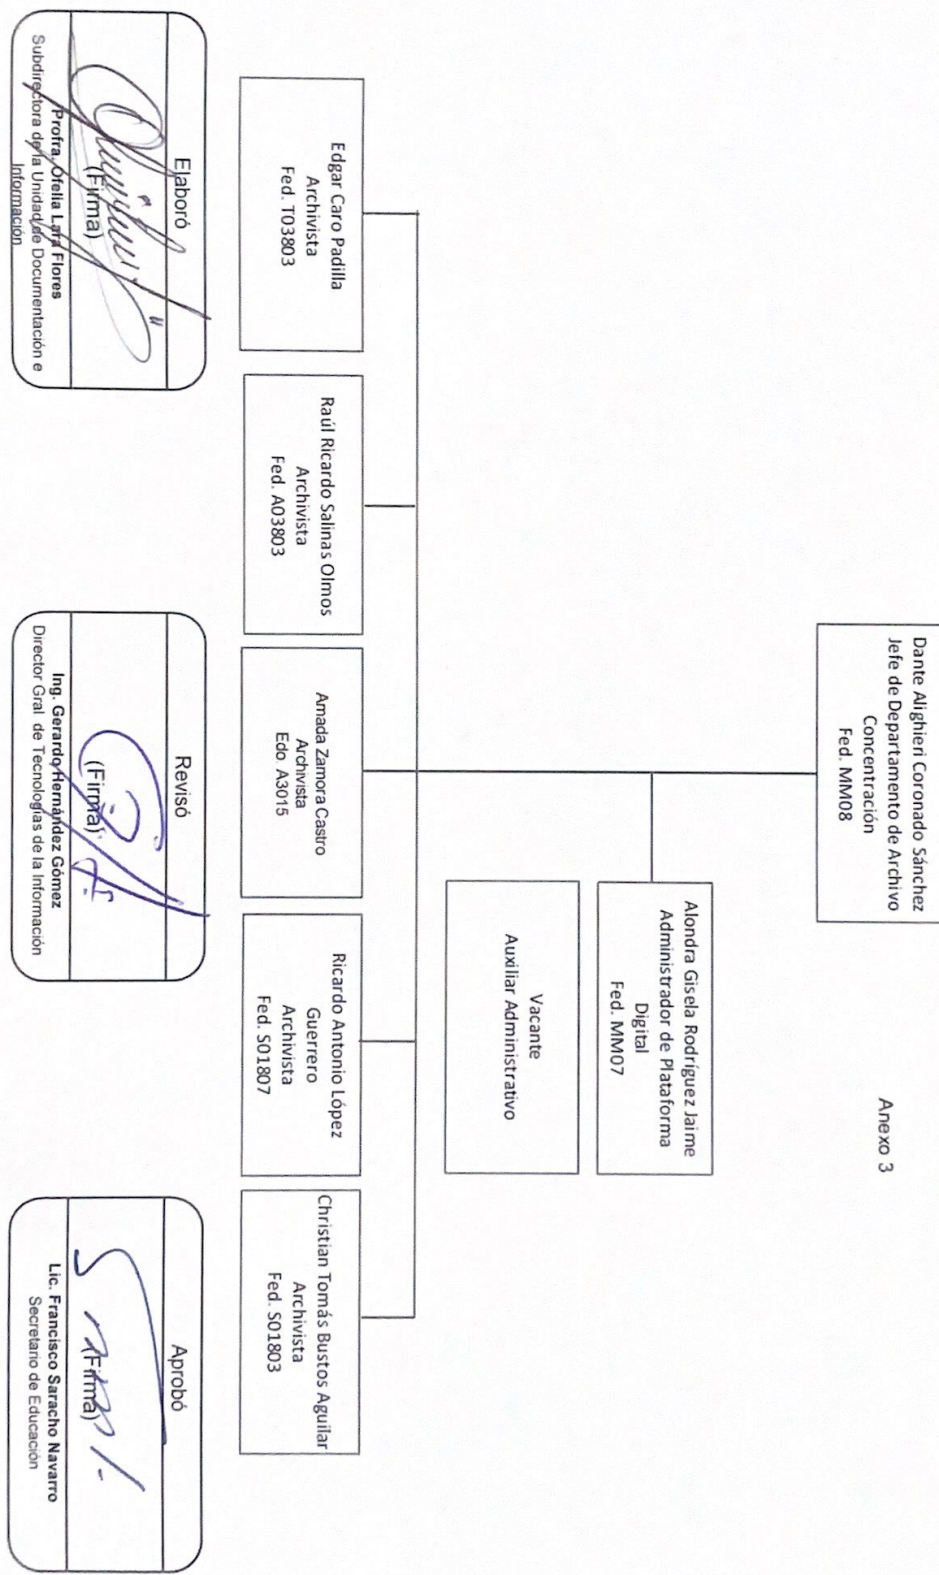 Anexo 3
Dante Alighieri Coronado Sánchez
Jefe de Departamento de Archivo
Concentración
Fed. MM08
Alondra Gisela Rodríguez Jaime
Administrador de Plataforma
Digital
Fed. MM07
Vacante
Auxiliar Administrativo
Edgar Caro Padilla
Archivista
Fed. T03803
Raúl Ricardo Salinas Olmos
Archivista
Fed. A03803
Amada Zamora Castro
Archivista
Edo. A3015
Ricardo Antonio López
Guerrero
Archivista
Fed. S01807
Christian Tomás Bustos Aguilar
Archivista
Fed. S01803
Elaboró
(Firma)
Profra. Ofelia Lara Flores
Subdirectora de la Unidad de Documentación e
Información
Revisó
(Firma)
Ing. Gerardo Hernández Gómez
Director Gral. de Tecnologías de la Información
Aprobó
(Firma)
Lic. Francisco Saracho Navarro
Secretario de Educación